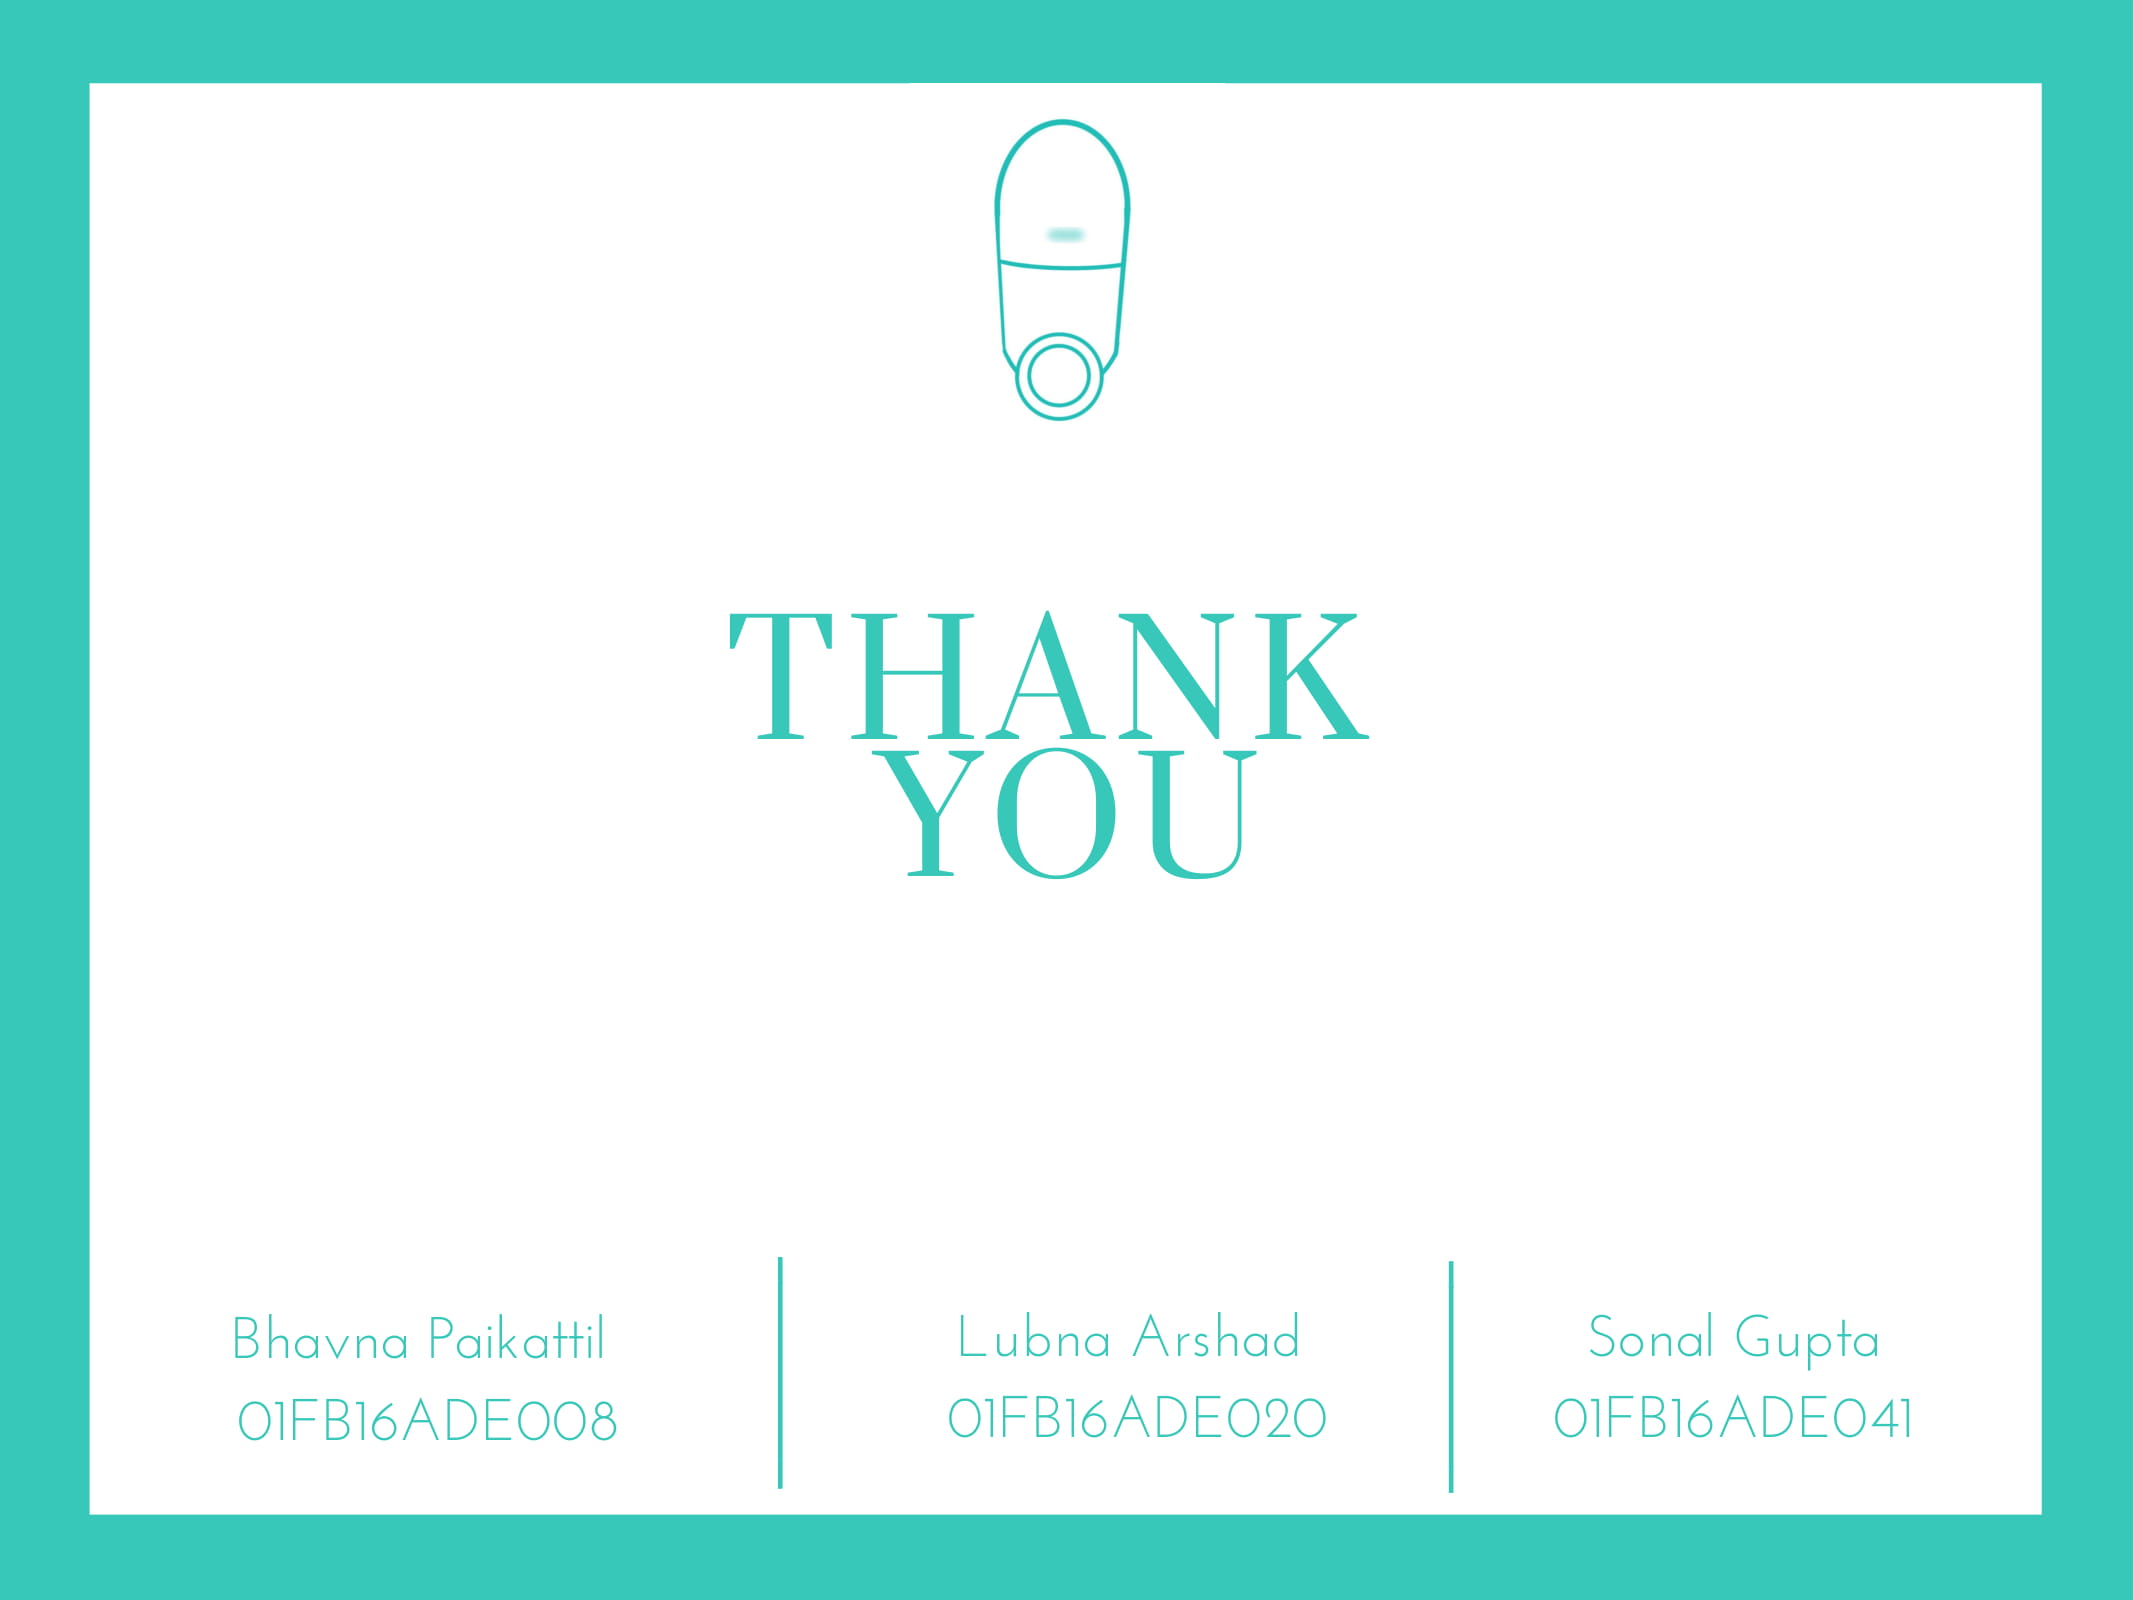 THANK
YOU
Bhavna Paikattil
01FB16ADE008
Lubna Arshad
01FB16ADE020
Sonal Gupta
01FB16ADE041